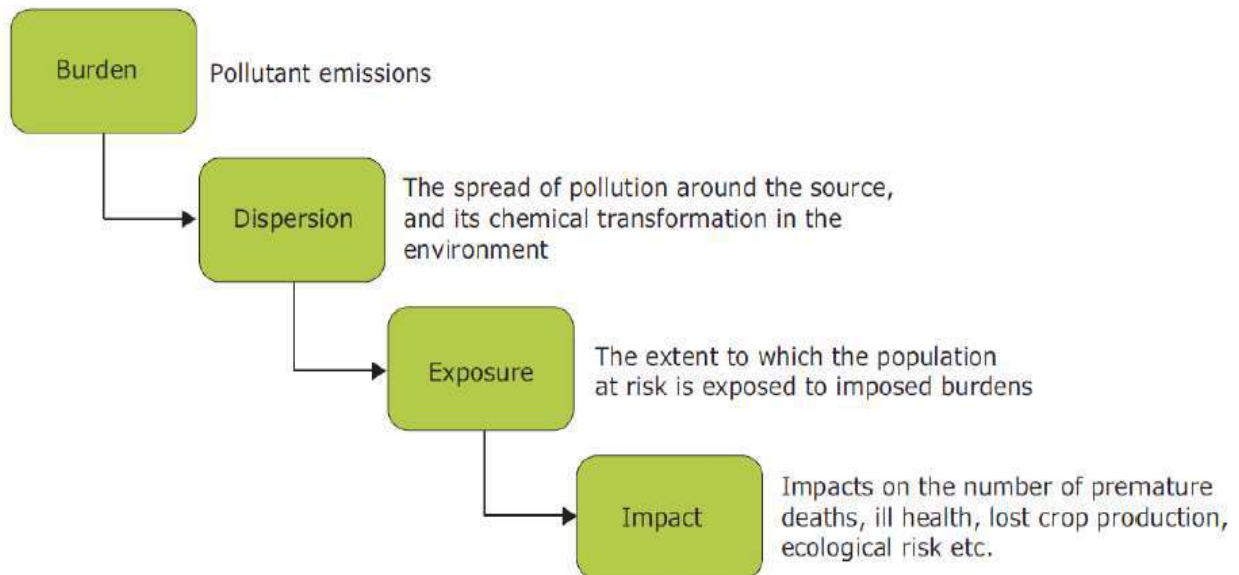 Burden
Pollutant emissions
Dispersion
The spread of pollution around the source,
and its chemical transformation in the
environment
Exposure
The extent to which the population
at risk is exposed to imposed burdens
Impact
Impacts on the number of premature
deaths, ill health, lost crop production,
ecological risk etc.